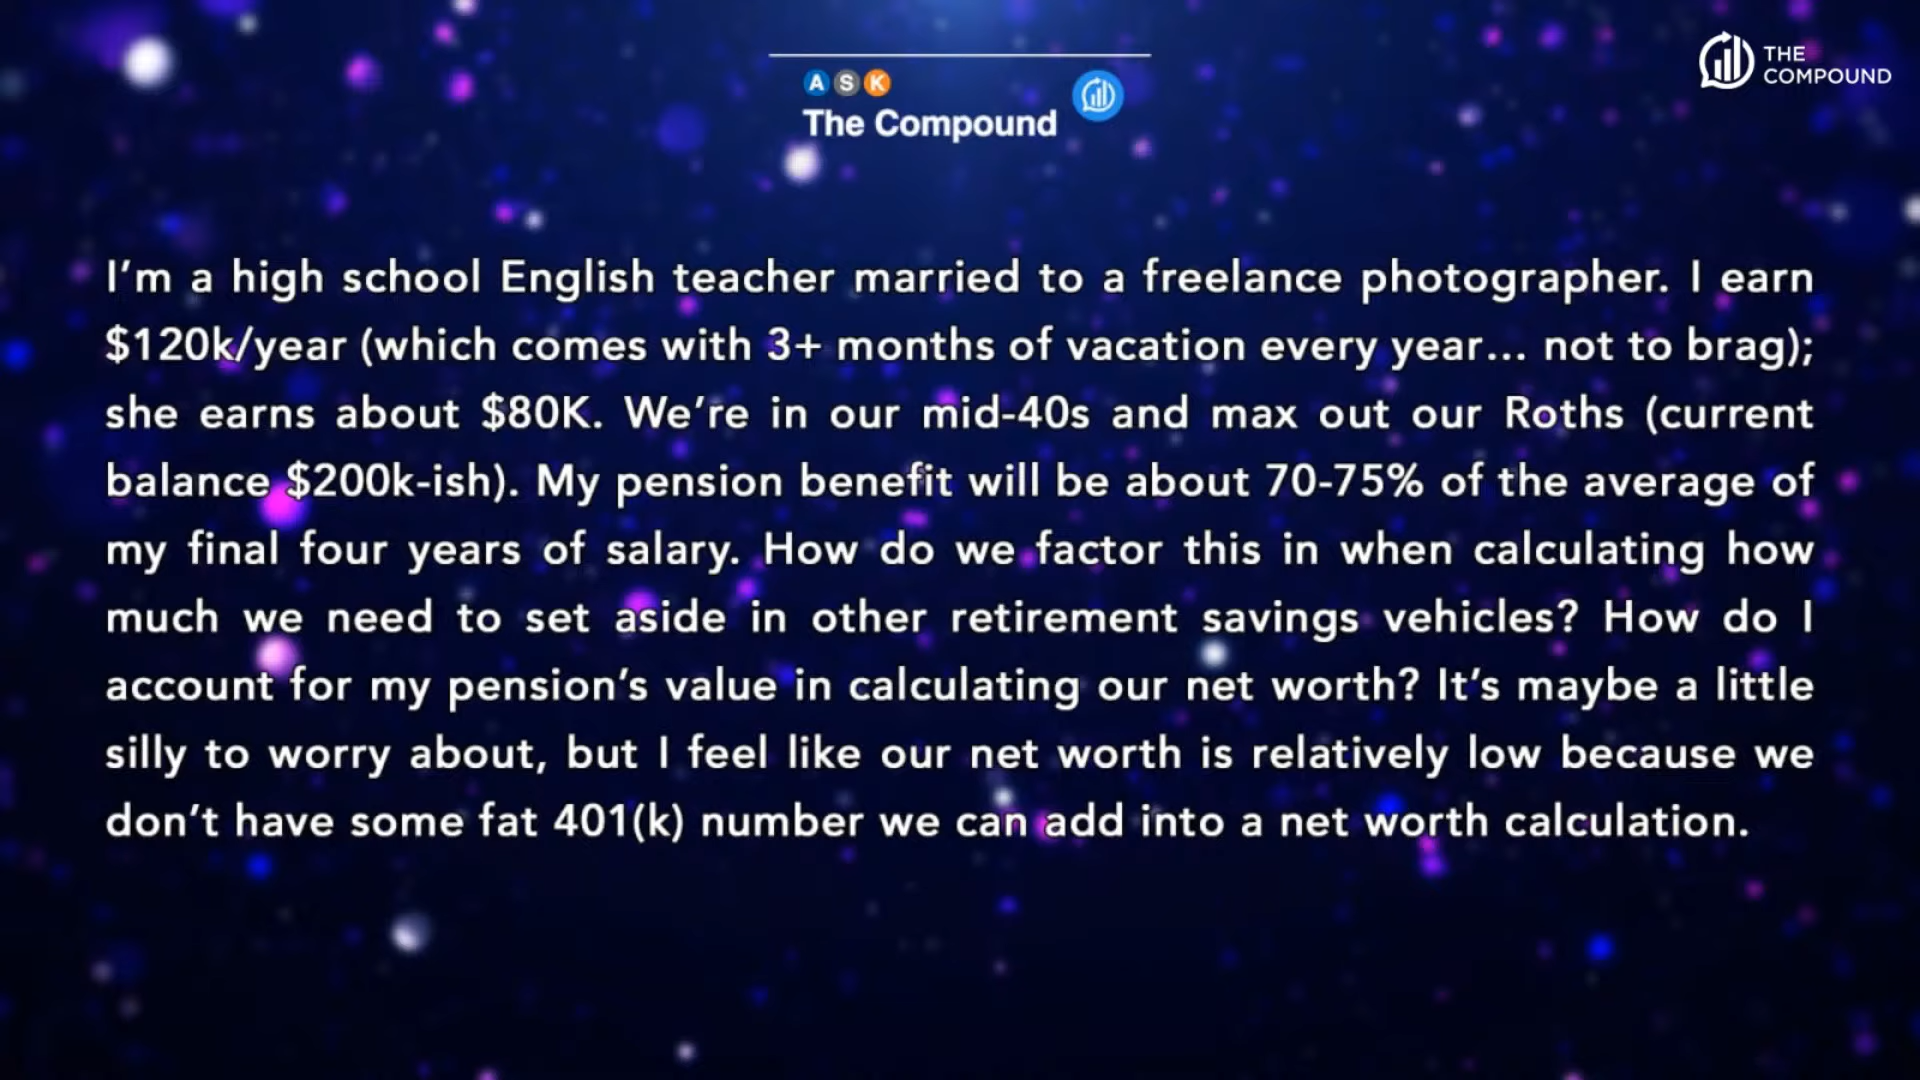 ASK
The Compound
THE
COMPOUND
I’m a high school English teacher married to a freelance photographer. I earn
$120k/year (which comes with 3+ months of vacation every year... not to brag);
she earns about $80K. We’re in our mid-40s and max out our Roths (current
balance $200k-ish). My pension benefit will be about 70-75% of the average of
my final four years of salary. How do we factor this in when calculating how
much we need to set aside in other retirement savings vehicles? How do I
account for my pension’s value in calculating our net worth? It’s maybe a little
silly to worry about, but I feel like our net worth is relatively low because we
don’t have some fat 401(k) number we can add into a net worth calculation.